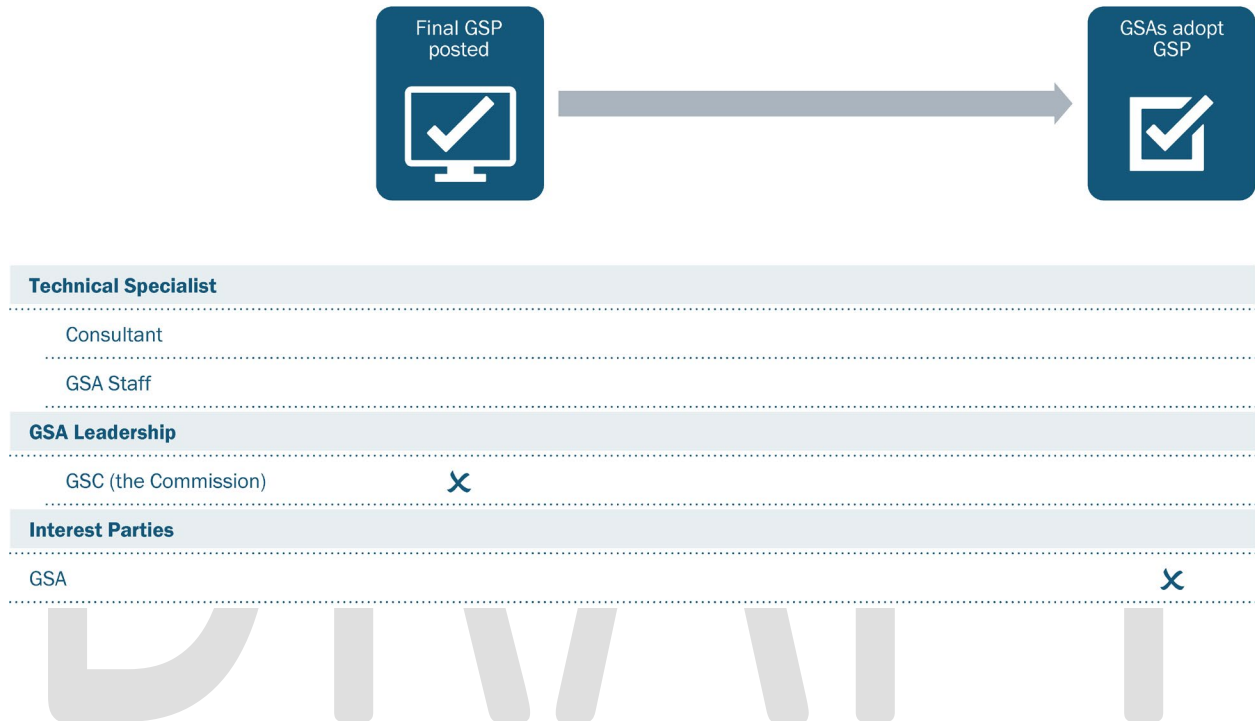 Final GSP
posted
GSAs adopt
GSP
Technical Specialist
Consultant
GSA Staff
GSA Leadership
GSC (the Commission)
X
Interest Parties
GSA
X
DRAFT